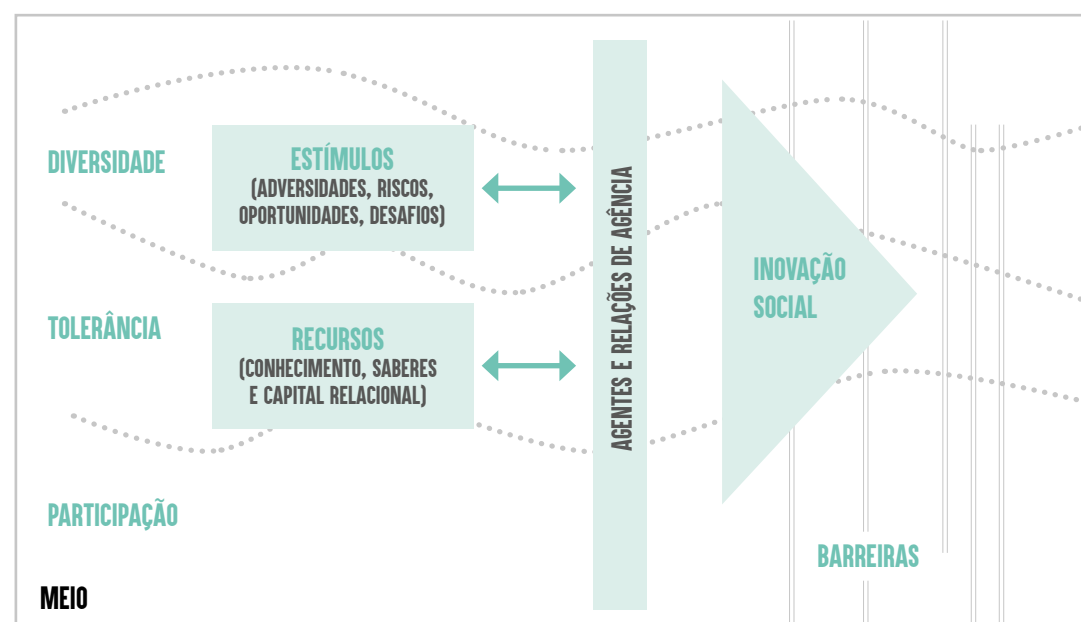 DIVERSIDADE
ESTÍMULOS
(ADVERSIDADES, RISCOS,
OPORTUNIDADES, DESAFIOS)
TOLERÂNCIA
RECURSOS
(CONHECIMENTO, SABERES
E CAPITAL RELACIONAL)
PARTICIPAÇÃO
MEIO
AGENTES E RELAÇÕES DE AGÊNCIA
INOVAÇÃO
SOCIAL
BARREIRAS